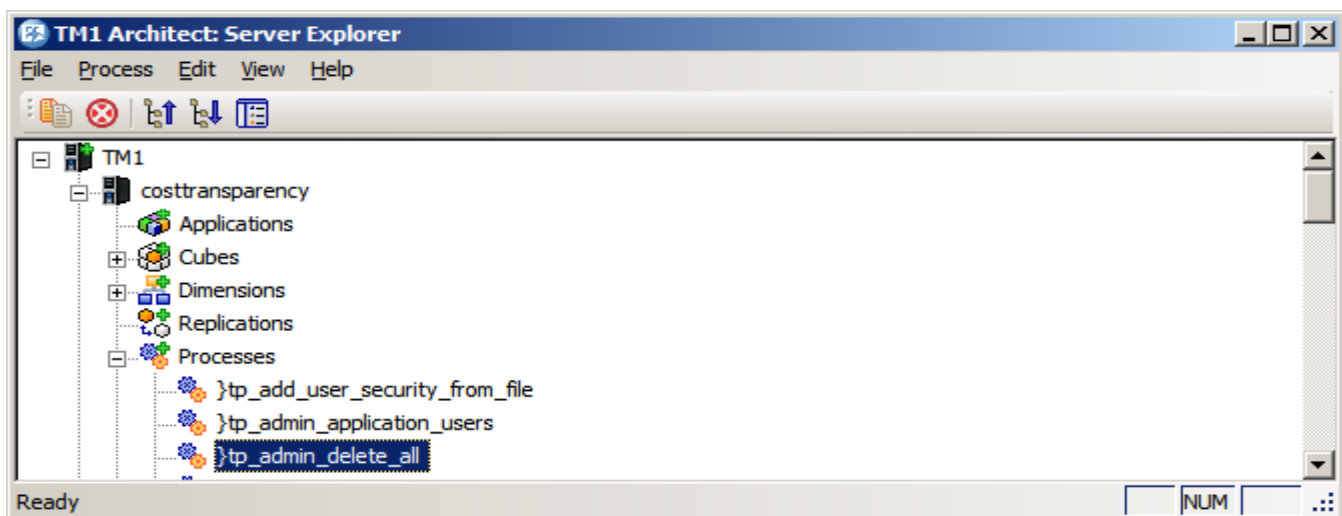 TM1 Architect: Server Explorer
File Process Edit View Help
TM1
costtransparency
Applications
Cubes
Dimensions
Replications
Processes
}tp_add_user_security_from_file
}tp_admin_application_users
}tp_admin_delete_all
Ready NUM